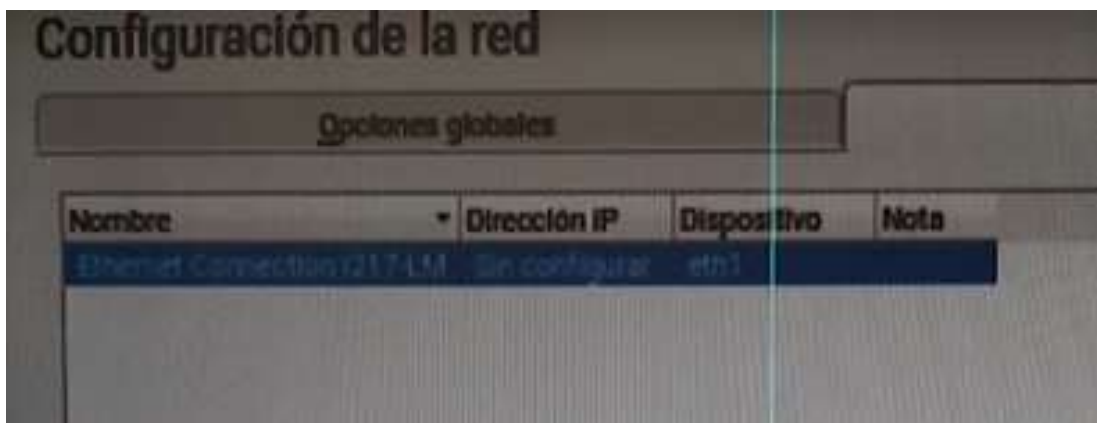 Configuración de la red
Opciones globales
Nombre Dirección IP Dispositivo Nota
Ethernet Connection I217-LM Sin configurar eth1